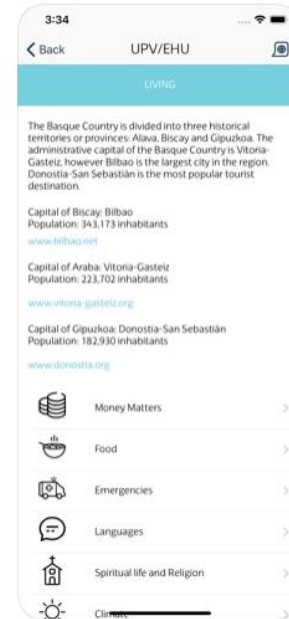 3:34
Back
UPV/EHU
LIVING
The Basque Country is divided into three historical
territories or provinces: Alava, Biscay and Gipuzkoa. The
administrative capital of the Basque Country is Vitoria-
Gasteiz, however Bilbao is the largest city in the region.
Donostia-San Sebastián is the most popular tourist
destination.
Capital of Biscay: Bilbao
Population: 343,173 inhabitants
www.bilbao.net
Capital of Araba: Vitoria-Gasteiz
Population: 223,702 inhabitants
www.vitoria-gasteiz.org
Capital of Gipuzkoa: Donostia-San Sebastián
Population: 182,930 inhabitants
www.donostia.org
Money Matters
Food
Emergencies
Languages
Spiritual life and Religion
Climate